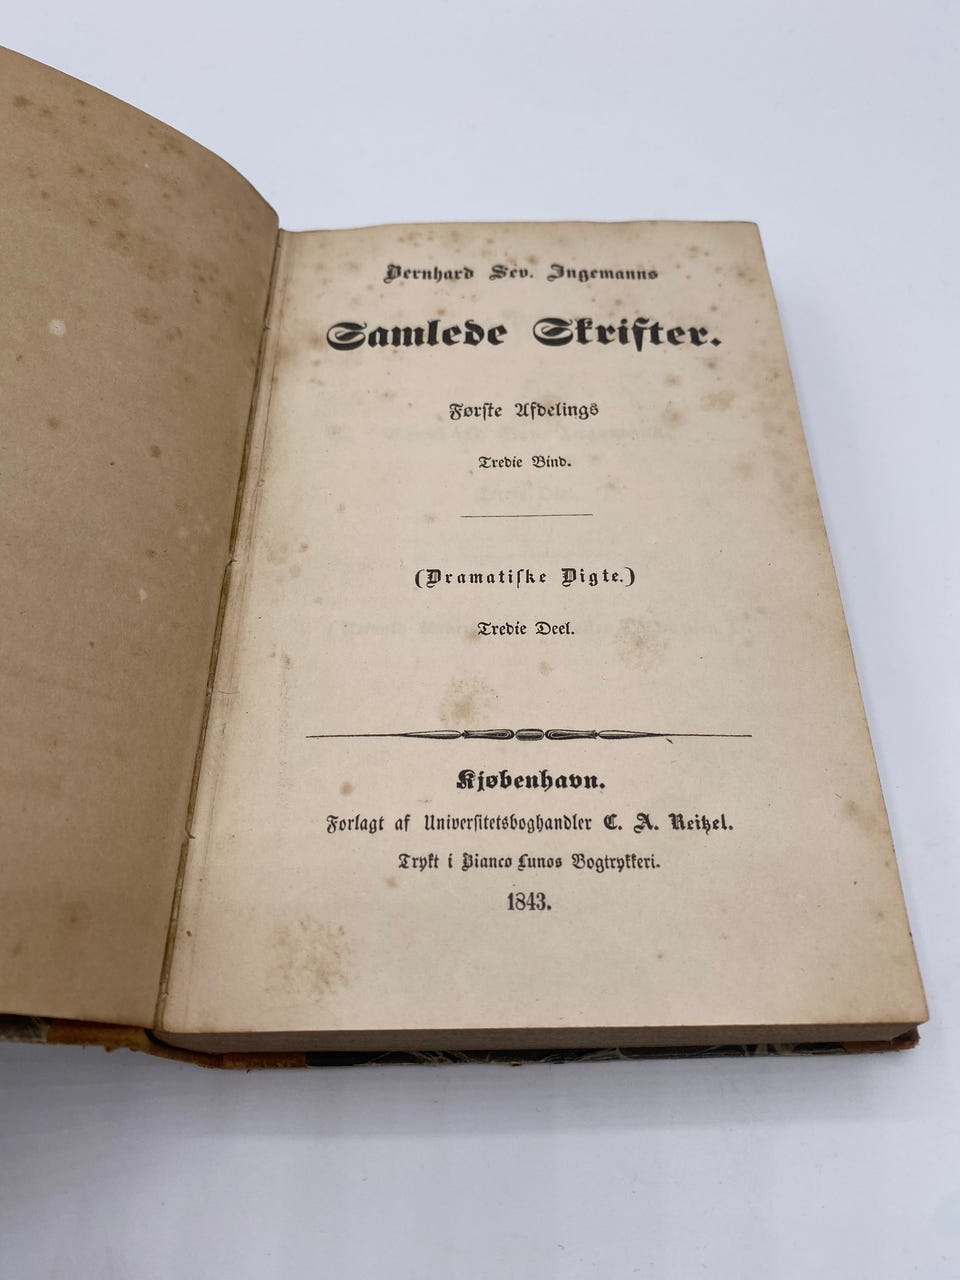 Bernhard Sev. Ingemanns
Samlede Skrifter.
Første Afdelings
Tredie Bind.
(Dramatiske Digte.)
Tredie Deel.
Kjøbenhavn.
Forlagt af Universitetsboghandler C. A. Reitzel.
Trykt i Bianco Lunos Bogtrykkeri.
1843.